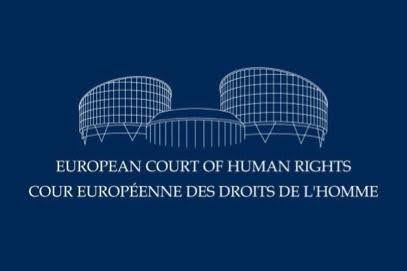 EUROPEAN COURT OF HUMAN RIGHTS
COUR EUROPÉENNE DES DROITS DE L'HOMME